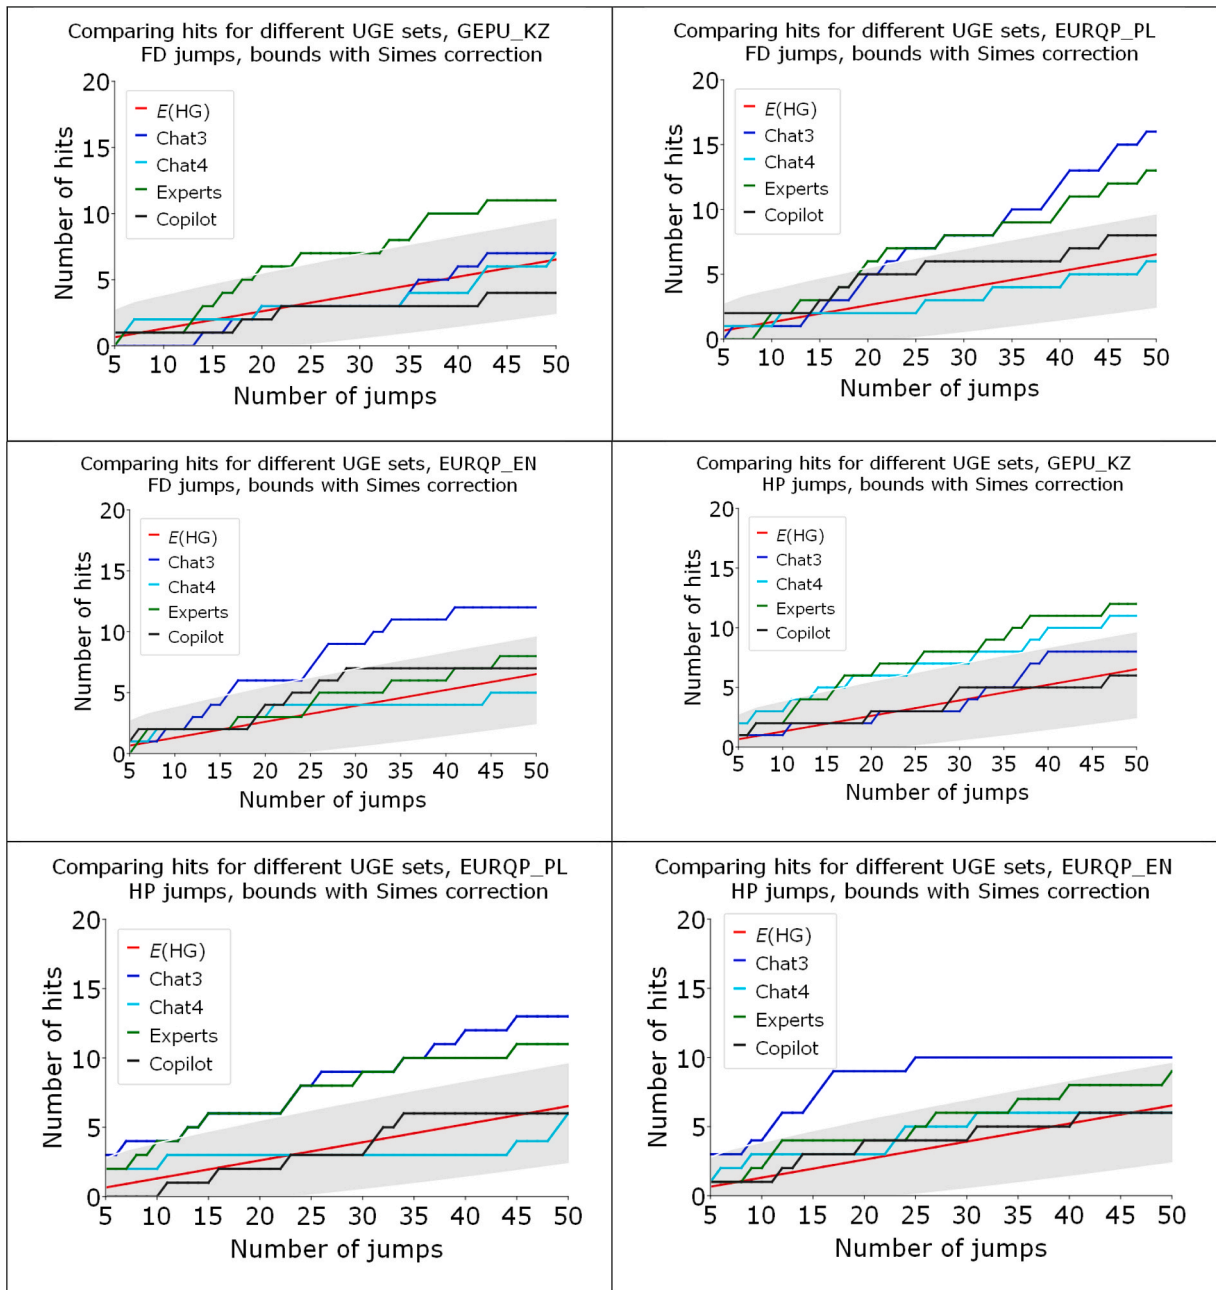 Comparing hits for different UGE sets, GEPU_KZ
FD jumps, bounds with Simes correction
20
15
10
5
0
Number of hits
E(HG)
Chat3
Chat4
Experts
Copilot
5 10 15 20 25 30 35 40 45 50
Number of jumps
Comparing hits for different UGE sets, EURQP_PL
FD jumps, bounds with Simes correction
20
15
10
5
0
Number of hits
E(HG)
Chat3
Chat4
Experts
Copilot
5 10 15 20 25 30 35 40 45 50
Number of jumps
Comparing hits for different UGE sets, EURQP_EN
FD jumps, bounds with Simes correction
20
15
10
5
0
Number of hits
E(HG)
Chat3
Chat4
Experts
Copilot
5 10 15 20 25 30 35 40 45 50
Number of jumps
Comparing hits for different UGE sets, GEPU_KZ
HP jumps, bounds with Simes correction
20
15
10
5
0
Number of hits
E(HG)
Chat3
Chat4
Experts
Copilot
5 10 15 20 25 30 35 40 45 50
Number of jumps
Comparing hits for different UGE sets, EURQP_PL
HP jumps, bounds with Simes correction
20
15
10
5
0
Number of hits
E(HG)
Chat3
Chat4
Experts
Copilot
5 10 15 20 25 30 35 40 45 50
Number of jumps
Comparing hits for different UGE sets, EURQP_EN
HP jumps, bounds with Simes correction
20
15
10
5
0
Number of hits
E(HG)
Chat3
Chat4
Experts
Copilot
5 10 15 20 25 30 35 40 45 50
Number of jumps